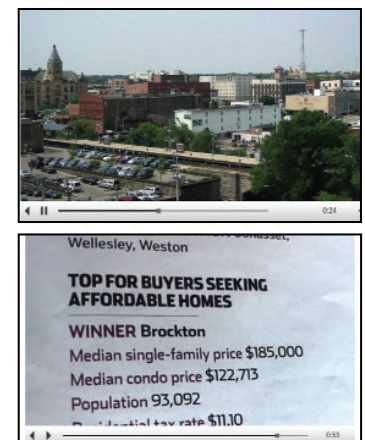 0:24
Wellesley, Weston
TOP FOR BUYERS SEEKING
AFFORDABLE HOMES
WINNER Brockton
Median single-family price $185,000
Median condo price $122,713
Population 93,092
Residential tax rate $11.10
0:53